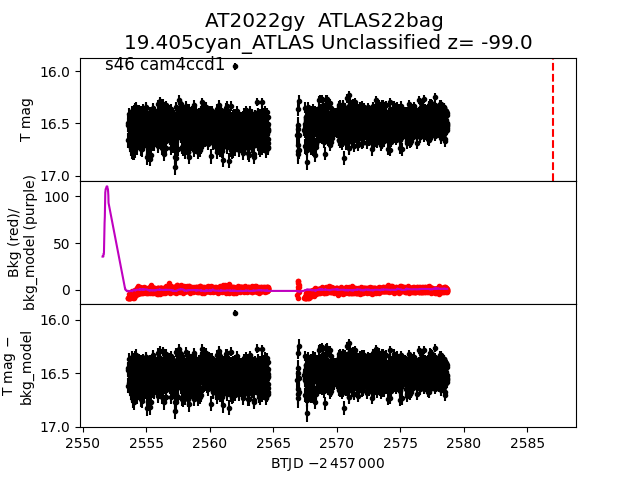 AT2022gy  ATLAS22bag
19.405cyan_ATLAS Unclassified z= -99.0
s46 cam4ccd1
T mag
16.0
16.5
17.0
Bkg (red)/
bkg_model (purple)
100
50
0
T mag −
bkg_model
16.0
16.5
17.0
2550 2555 2560 2565 2570 2575 2580 2585
BTJD −2 457 000